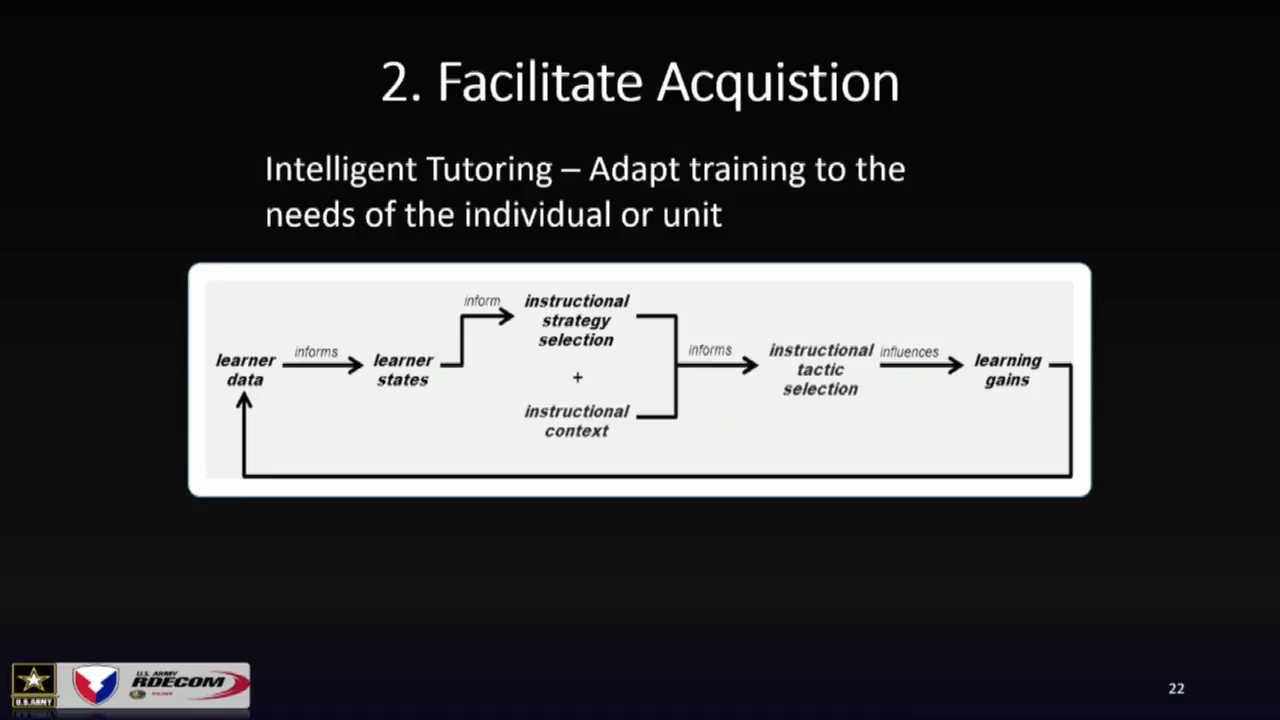 2. Facilitate Acquistion
Intelligent Tutoring – Adapt training to the
needs of the individual or unit
learner
data
informs
learner
states
inform
instructional
strategy
selection
+
instructional
context
informs
instructional
tactic
selection
influences
learning
gains
U.S.ARMY
U.S. ARMY
RDECOM
22